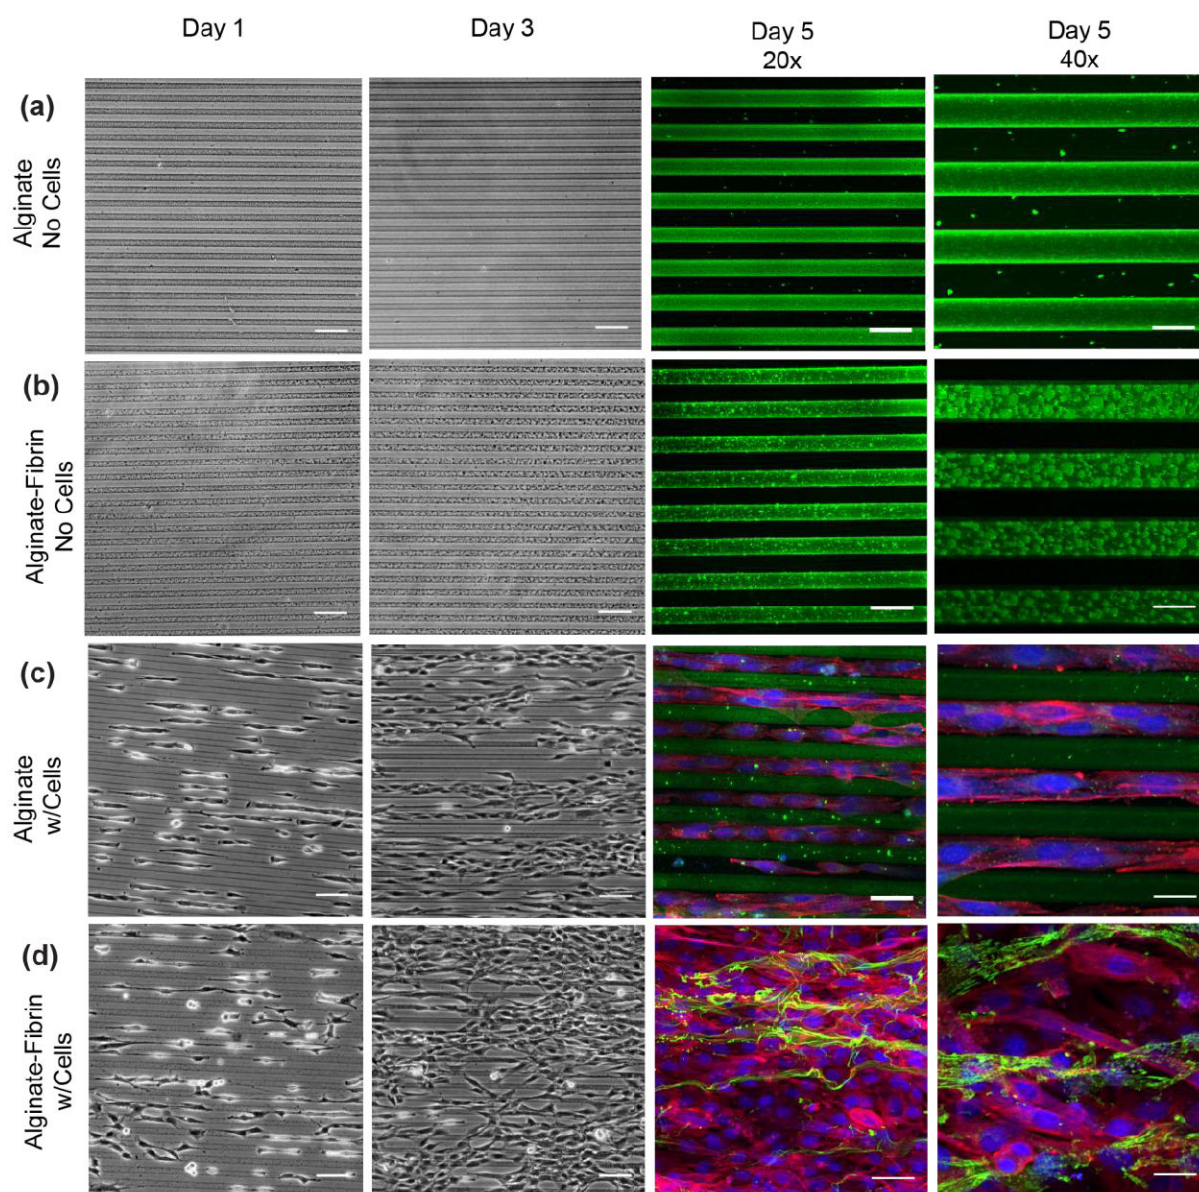 Day 1
Day 3
Day 5
20x
Day 5
40x
(a)
Alginate
No Cells
(b)
Alginate-Fibrin
No Cells
(c)
Alginate
w/Cells
(d)
Alginate-Fibrin
w/Cells